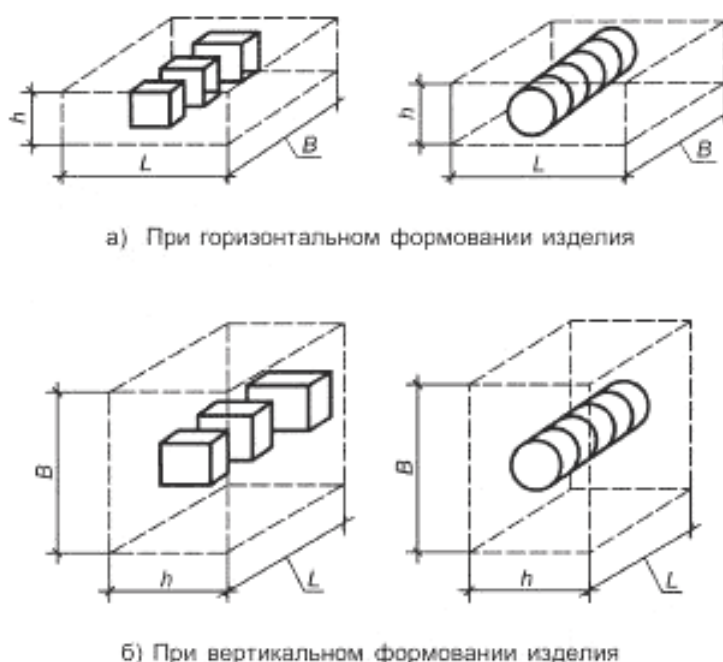 h
L
B
h
L
B
а) При горизонтальном формовании изделия
B
h
L
B
h
L
б) При вертикальном формовании изделия